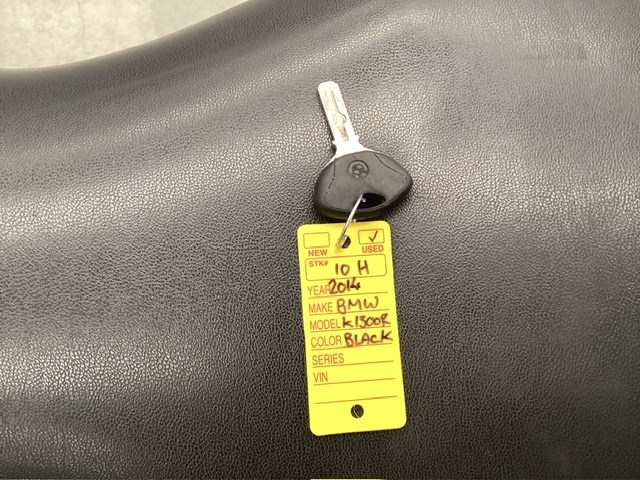 NEW ✓ USED
STK# 10 H
YEAR 2014
MAKE BMW
MODEL K1300R
COLOR BLACK
SERIES
VIN